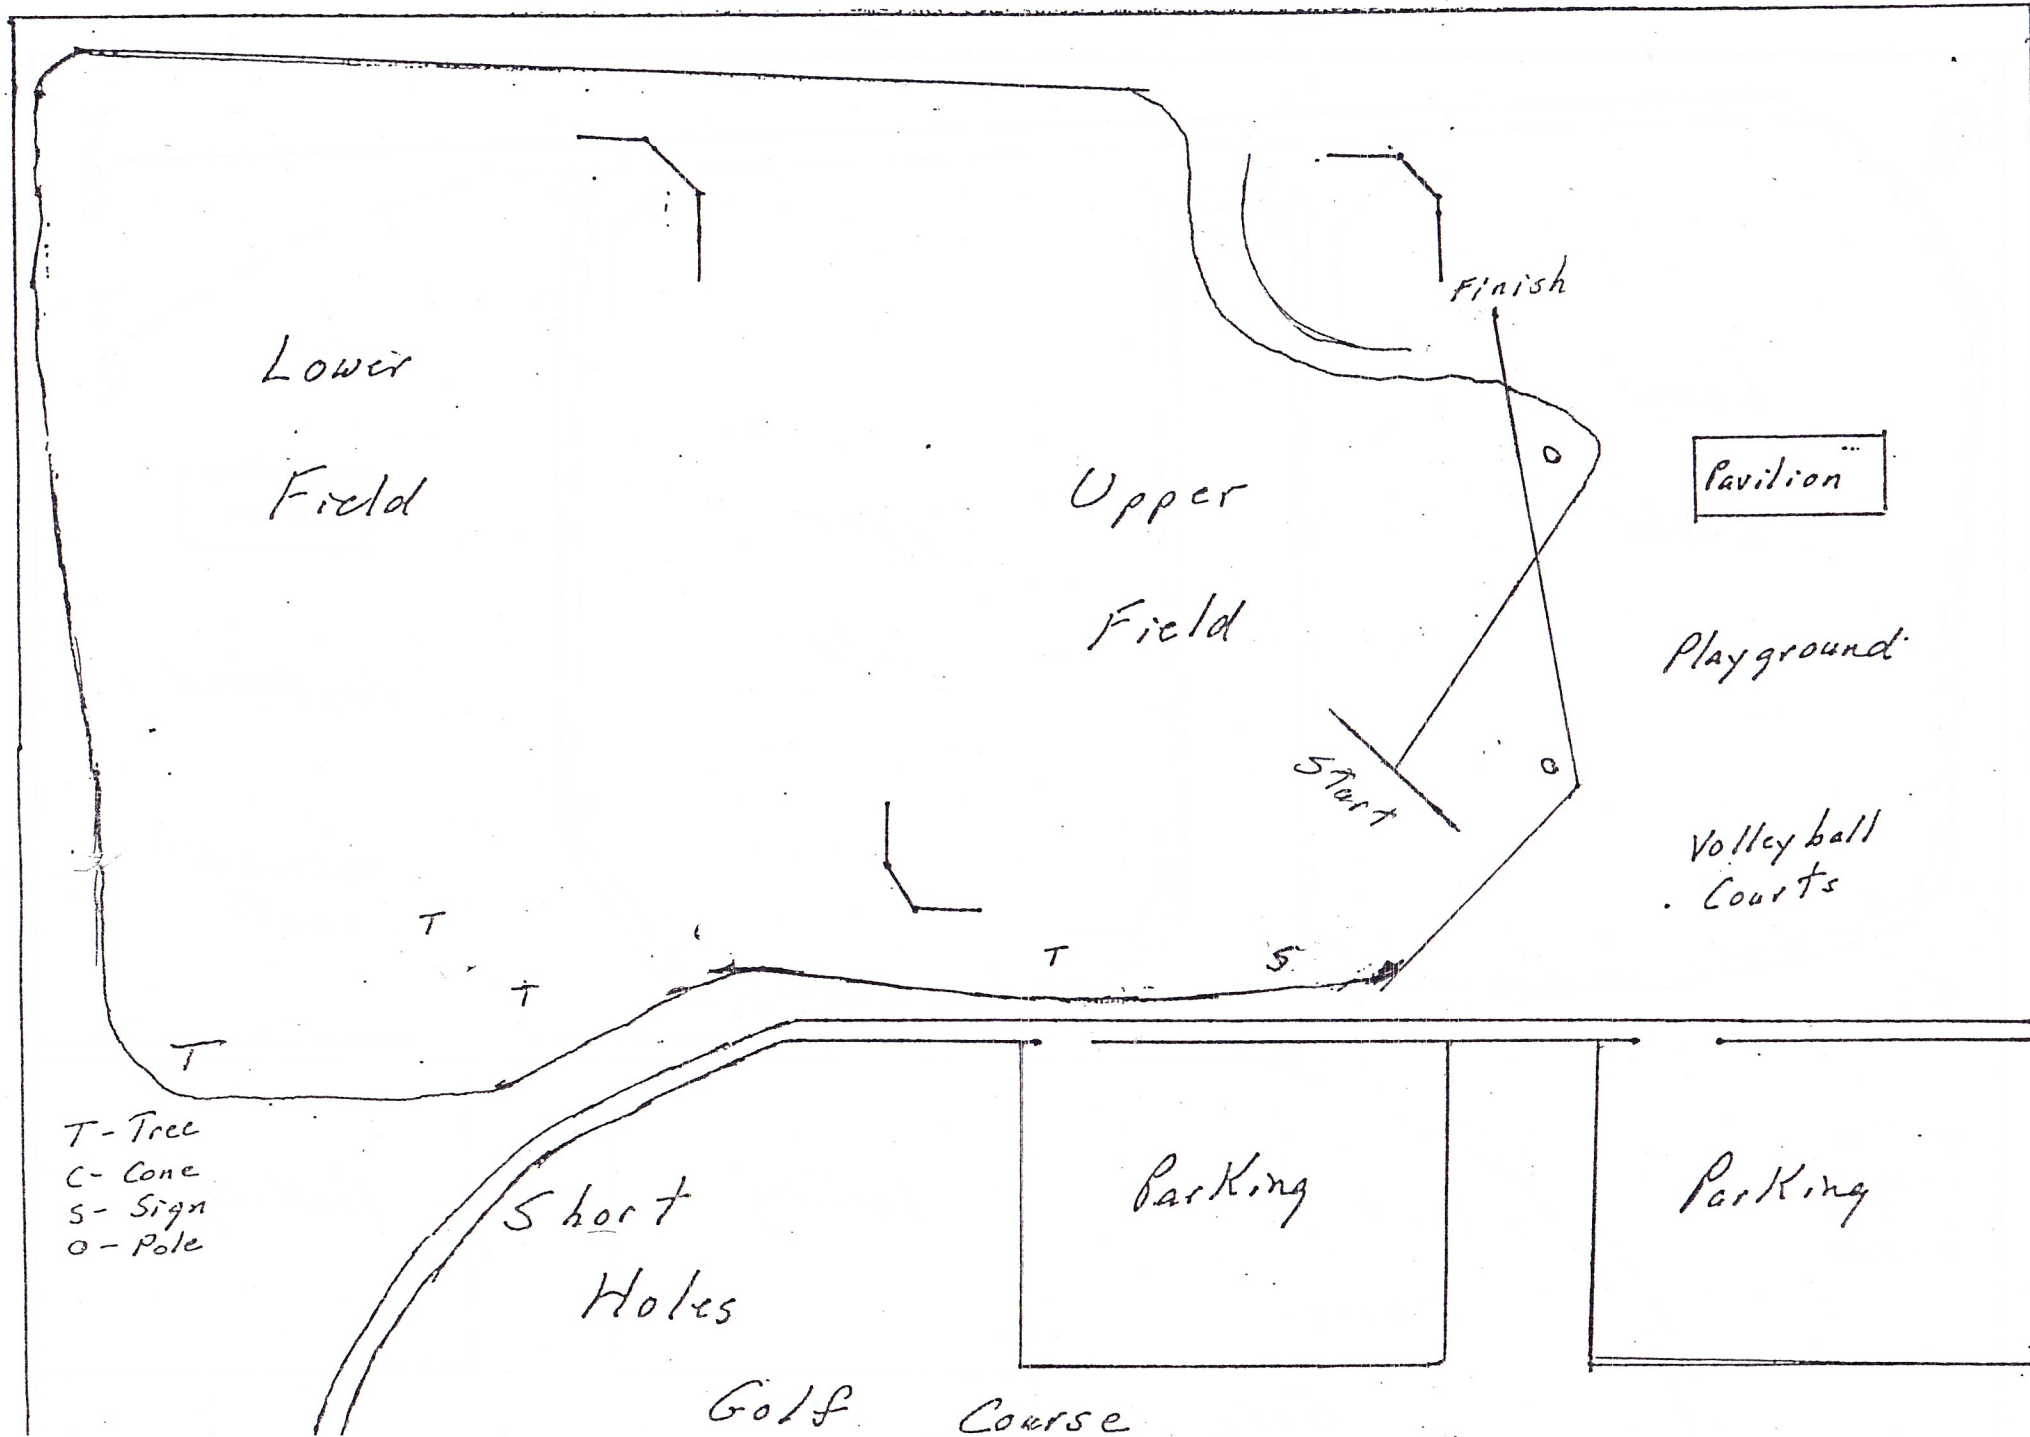 Finish
Lower
Field
Upper
Field
Pavilion
Playground
Start
Volleyball
Courts
T
T
T
S
T
O
O
T - Tree
C - Cone
S - Sign
O - Pole
Short
Holes
Golf Course
Parking
Parking